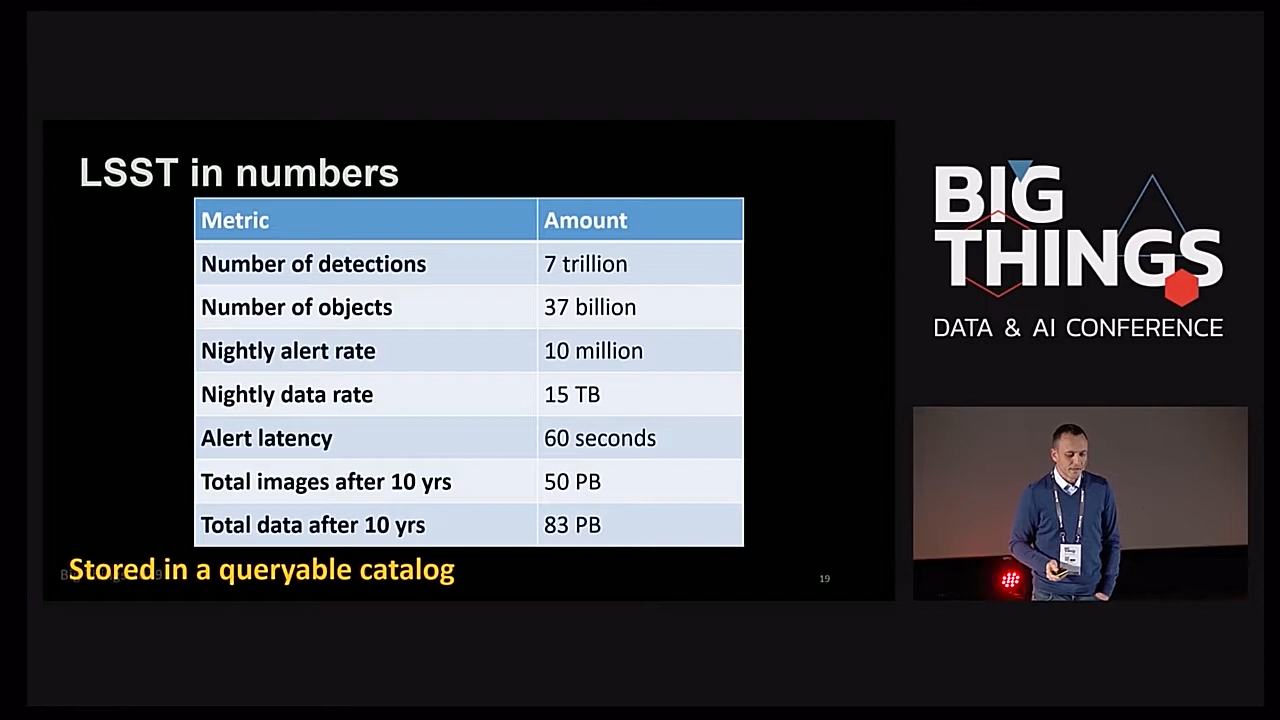 LSST in numbers
Metric Amount
Number of detections 7 trillion
Number of objects 37 billion
Nightly alert rate 10 million
Nightly data rate 15 TB
Alert latency 60 seconds
Total images after 10 yrs 50 PB
Total data after 10 yrs 83 PB
Stored in a queryable catalog
19
BIG
THINGS
DATA & AI CONFERENCE